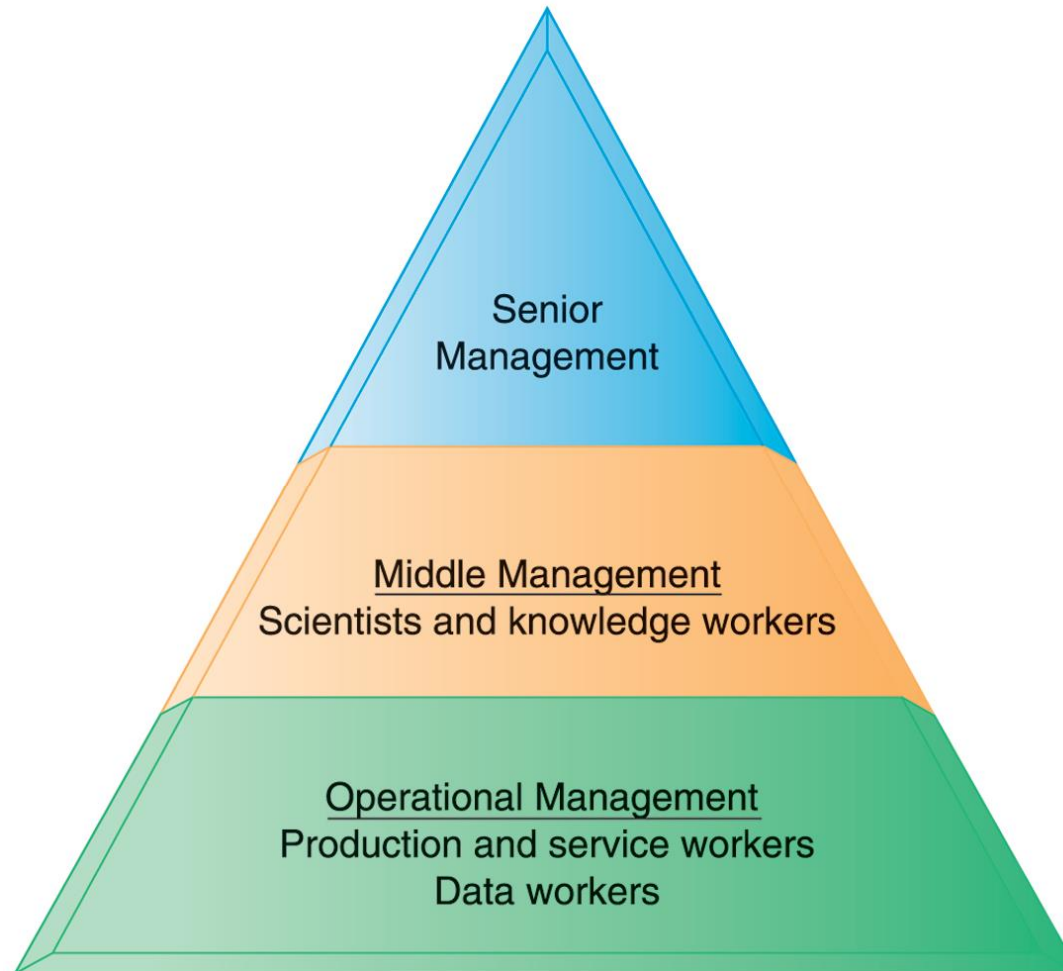 Senior
Management
Middle Management
Scientists and knowledge workers
Operational Management
Production and service workers
Data workers